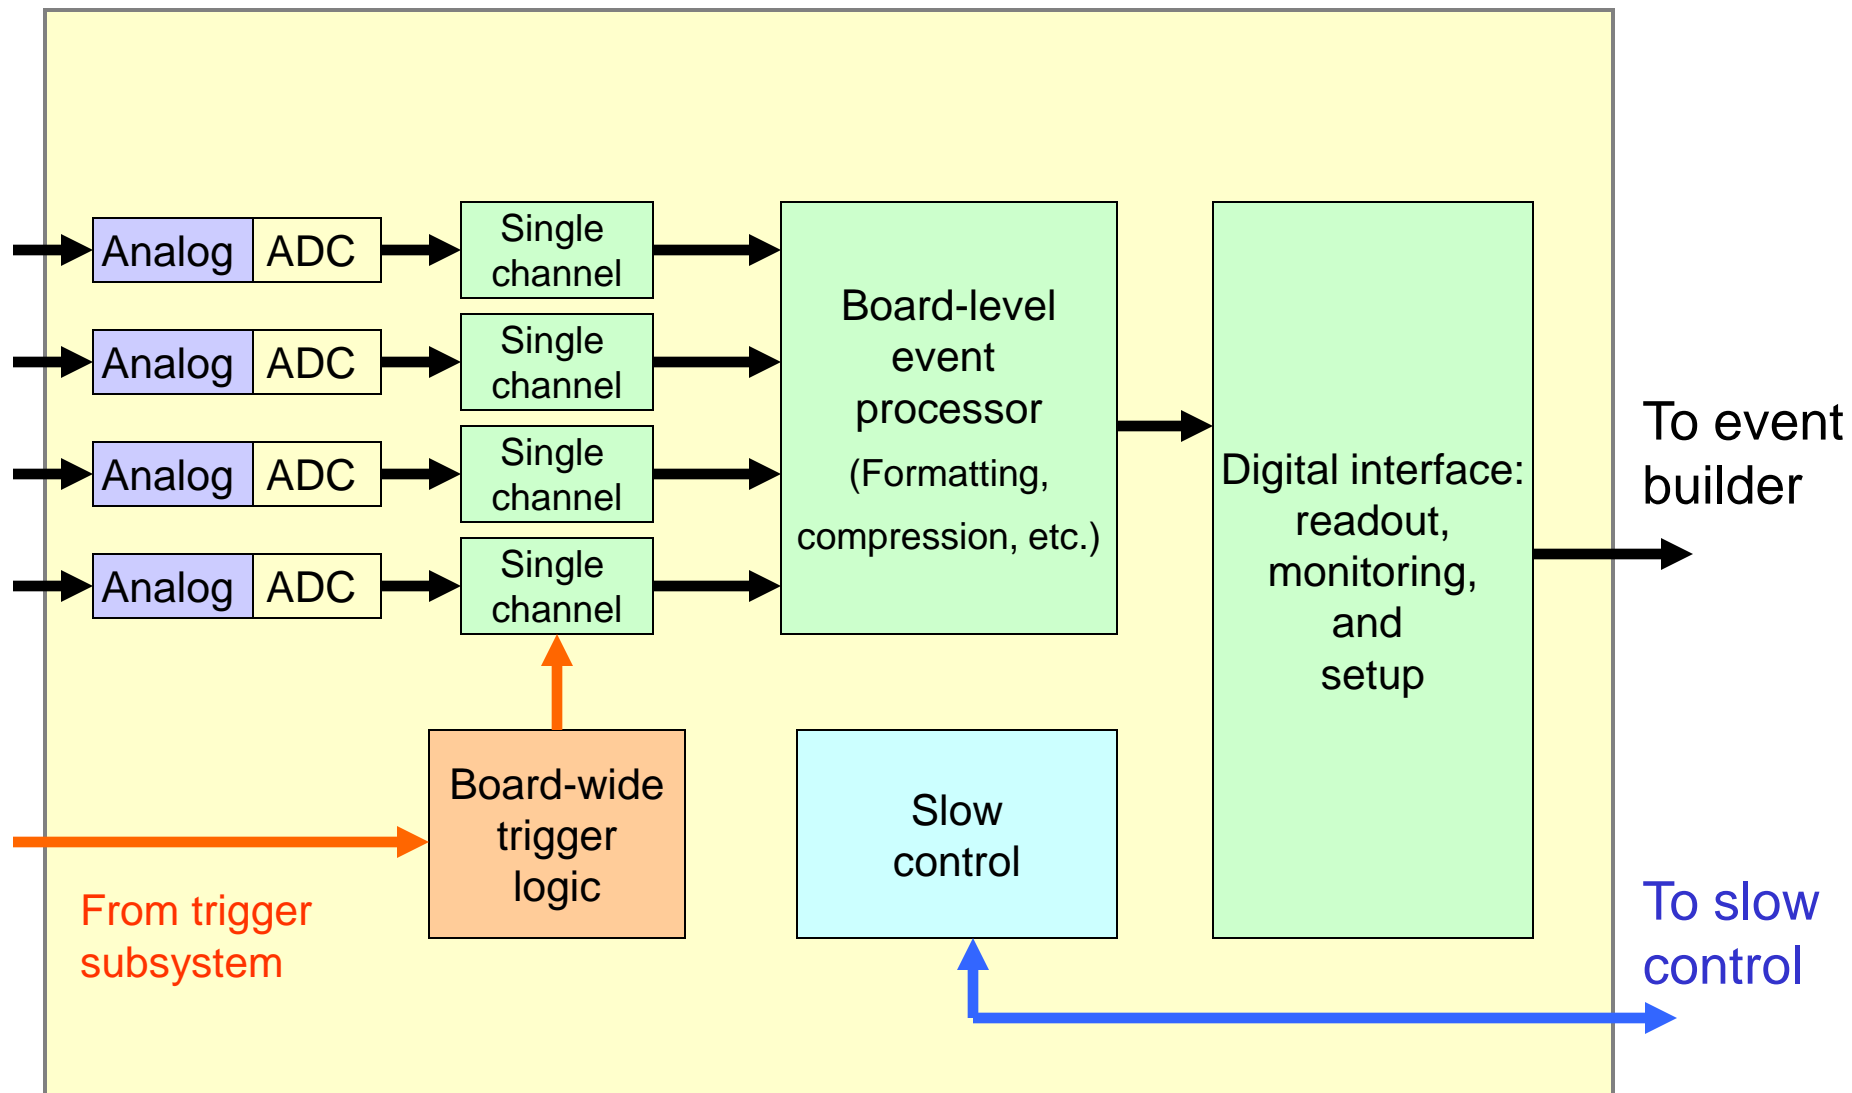 Analog ADC
Single
channel
Analog ADC
Single
channel
Analog ADC
Single
channel
Analog ADC
Single
channel
Board-level
event
processor
(Formatting,
compression, etc.)
Digital interface:
readout,
monitoring,
and
setup
To event
builder
Board-wide
trigger
logic
Slow
control
From trigger
subsystem
To slow
control